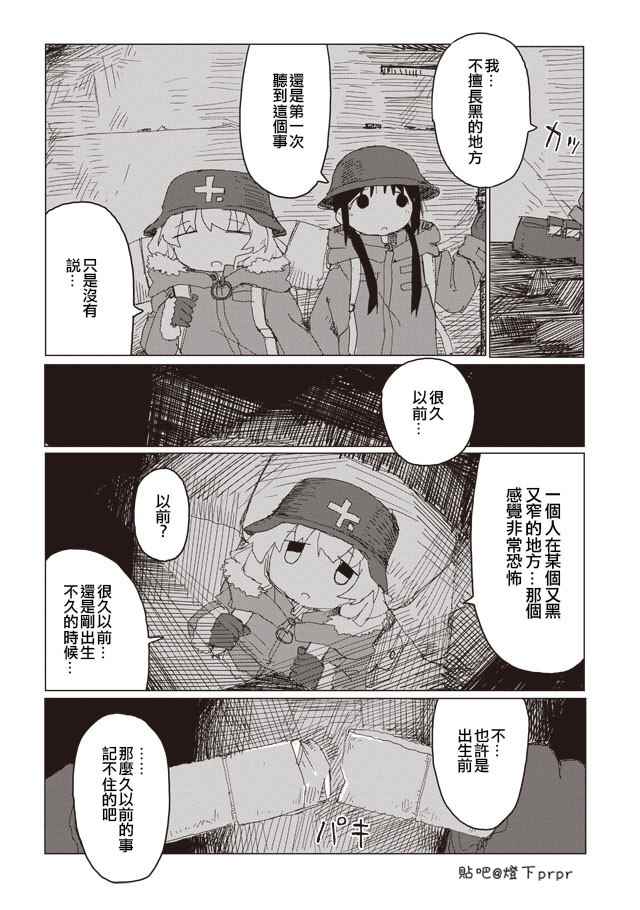 我…
不擅長黑的地方
カッ
還是第一次
聽到這個事
只是沒有
說…
很久
以前…
一個人在某個又黑
又窄的地方…那個
感覺非常恐怖
以前？
很久以前…
還是剛出生
不久的時候…
不…
也許是
出生前
……
那麼久以前的事
記不住的吧
パキ
貼吧@燈下prpr